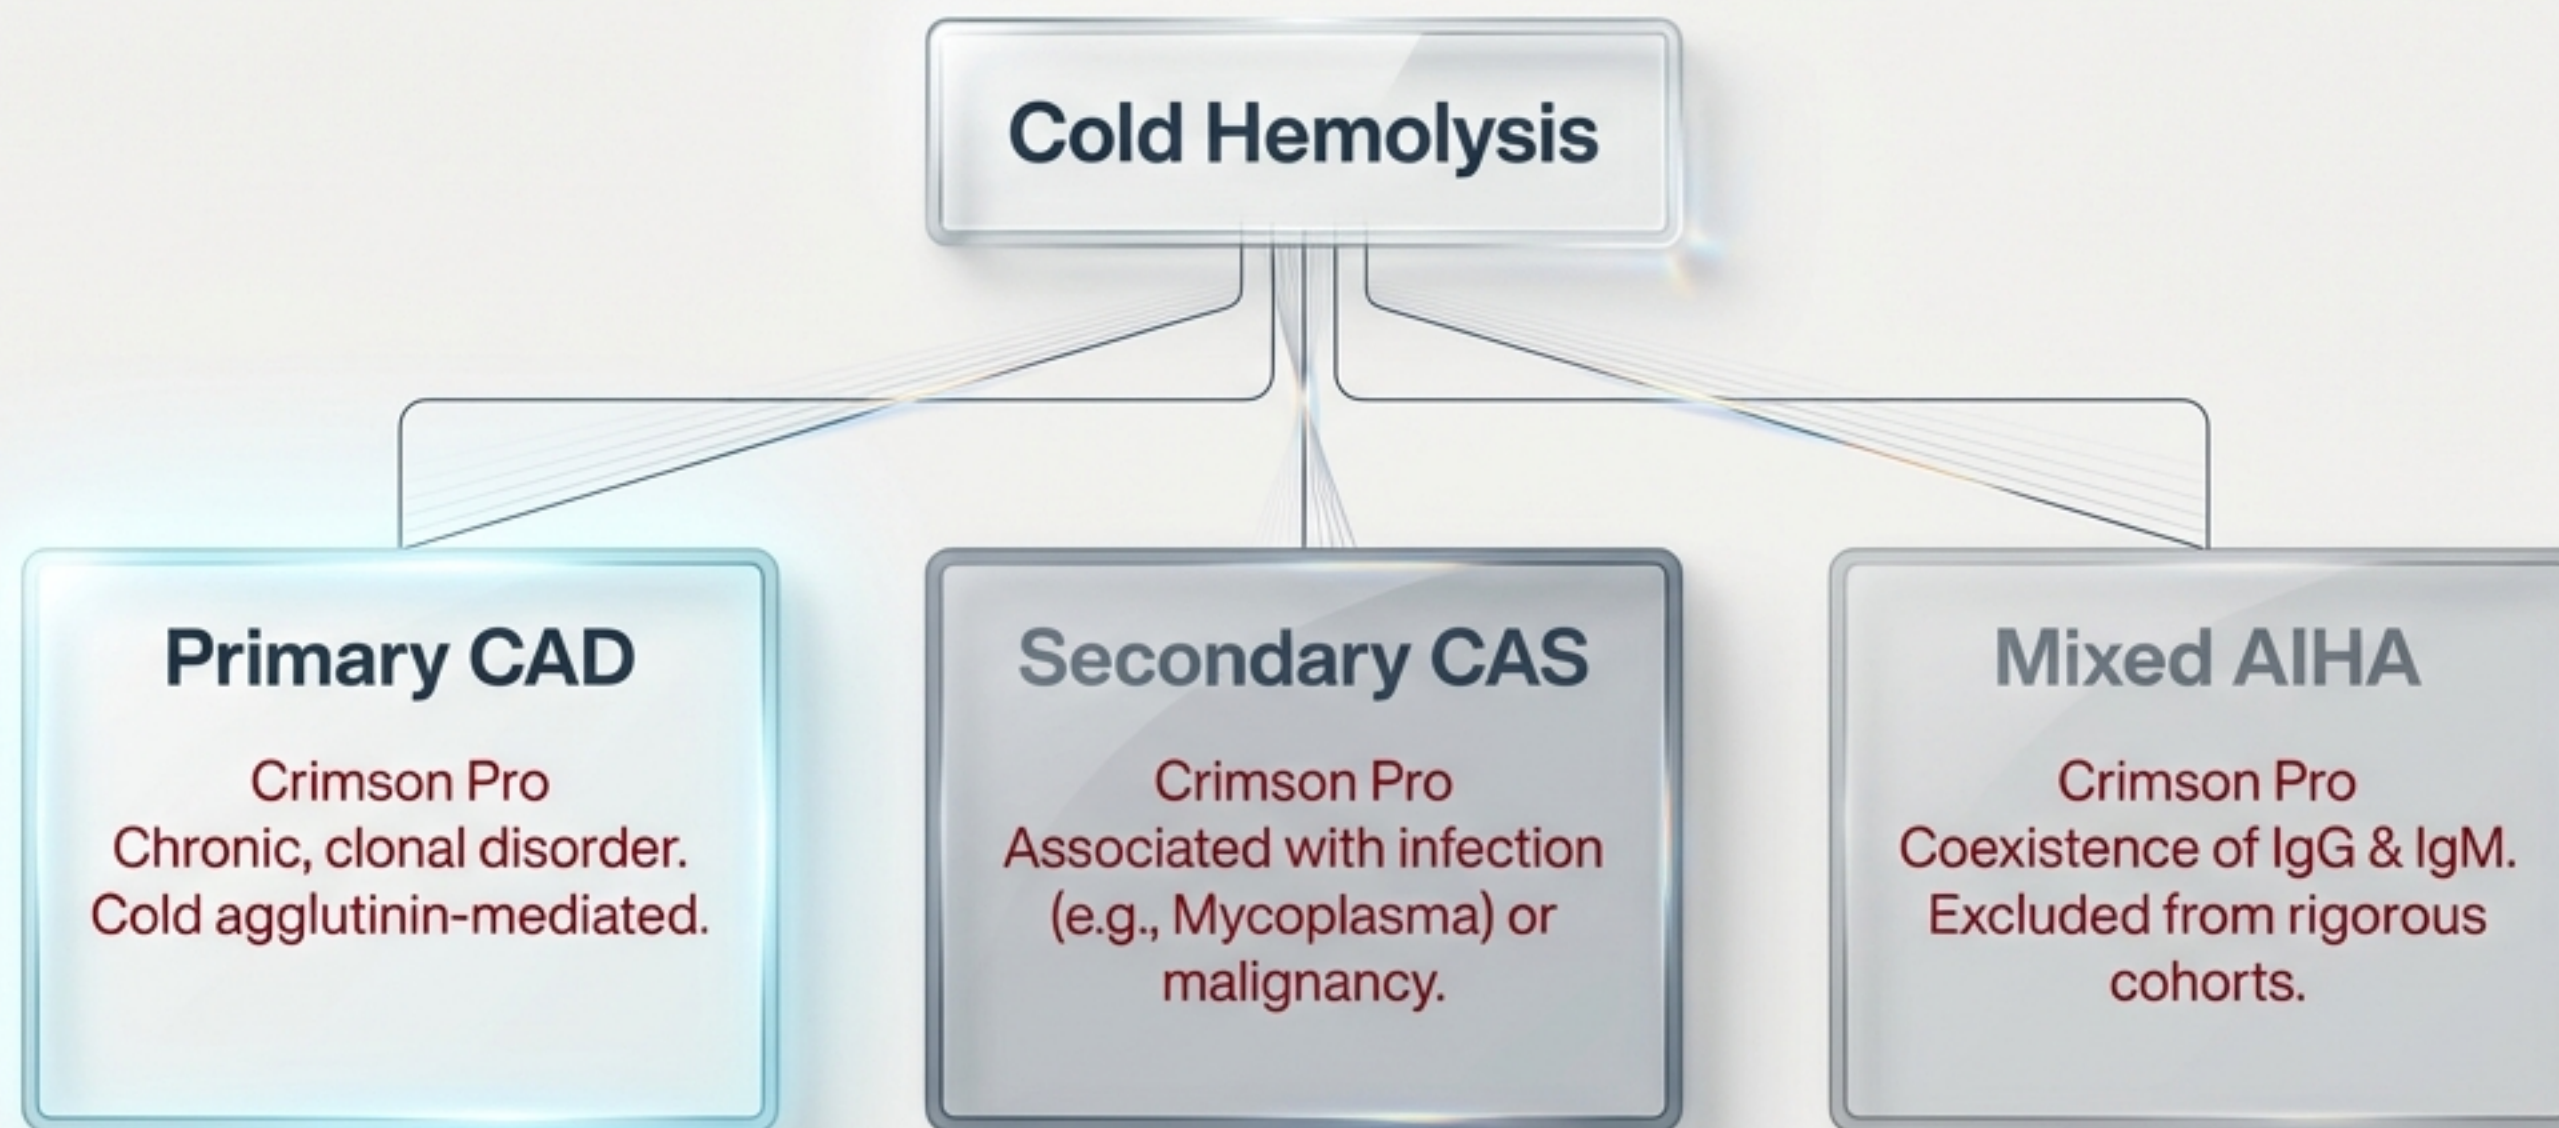 Cold Hemolysis
Primary CAD
Crimson Pro
Chronic, clonal disorder.
Cold agglutinin-mediated.
Secondary CAS
Crimson Pro
Associated with infection
(e.g., Mycoplasma) or
malignancy.
Mixed AIHA
Crimson Pro
Coexistence of IgG & IgM.
Excluded from rigorous
cohorts.